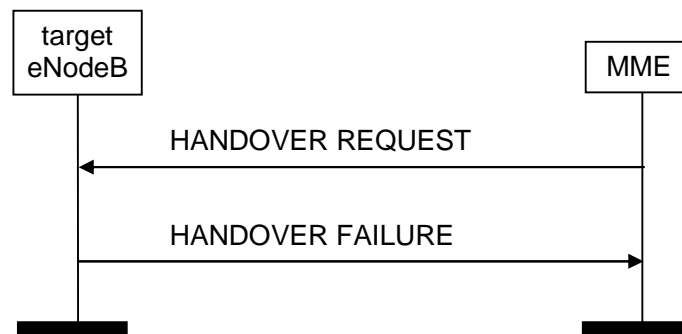 target
eNodeB
MME
HANDOVER REQUEST
HANDOVER FAILURE